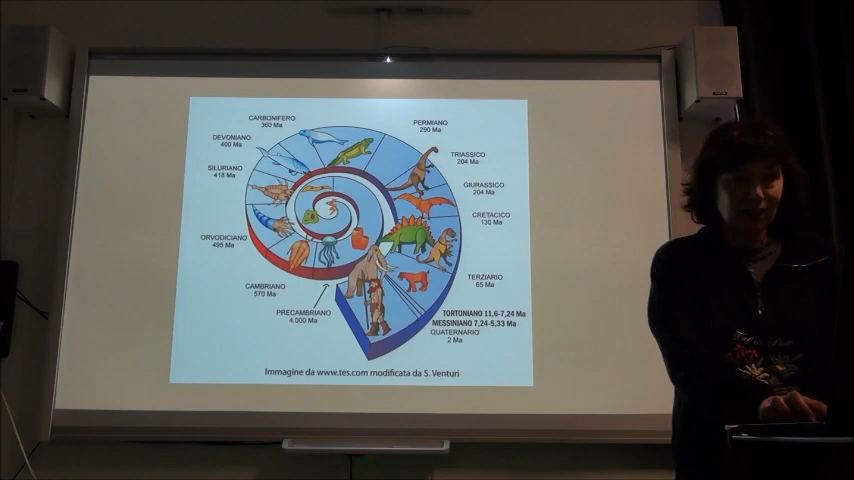 CARBONIFERO
360 Ma
PERMIANO
290 Ma
DEVONIANO
400 Ma
TRIASSICO
204 Ma
SILURIANO
418 Ma
GIURASSICO
204 Ma
CRETACICO
130 Ma
ORVODICIANO
495 Ma
TERZIARIO
65 Ma
CAMBRIANO
570 Ma
PRECAMBRIANO
4.000 Ma
TORTONIANO 11,6-7,24 Ma
MESSINIANO 7,24-5,33 Ma
QUATERNARIO
2 Ma
Immagine da www.tes.com modificata da S. Venturi